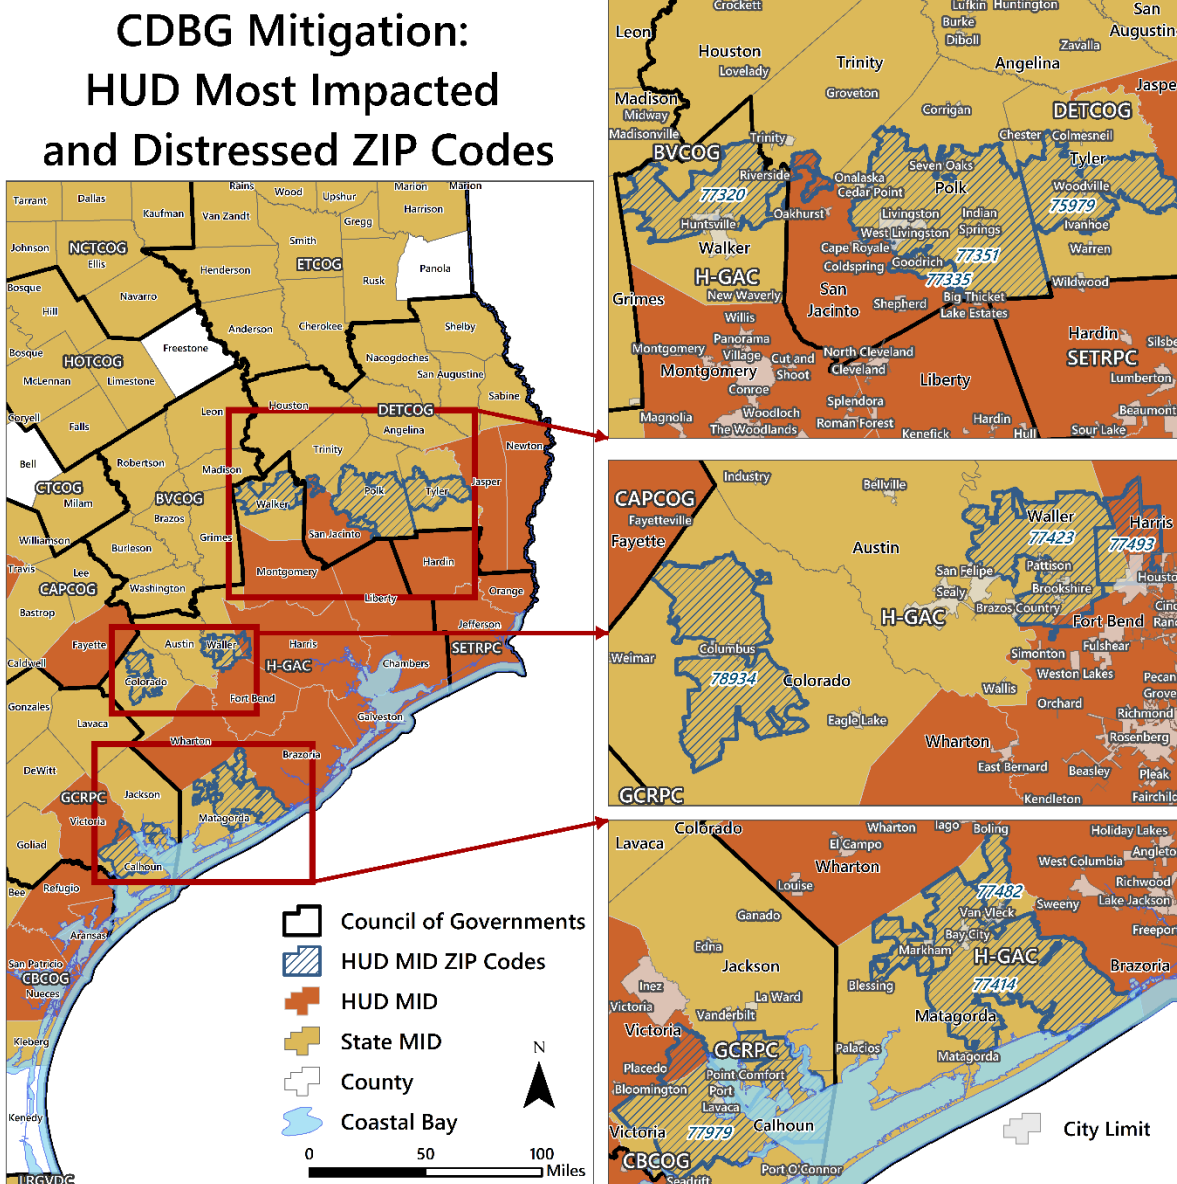 CDBG Mitigation:
HUD Most Impacted
and Distressed ZIP Codes
Rains
Wood
Upshur
Marion
Marion
Tarrant
Dallas
Kaufman
Van Zandt
Gregg
Harrison
Johnson
NCTCOG
Ellis
Smith
ETCOG
Panola
Bosque
Navarro
Henderson
Rusk
Hill
Anderson
Cherokee
Shelby
Bosque
HOTCOG
Freestone
Nacogdoches
McLennan
Limestone
San Augustine
Coryell
Falls
Leon
Houston
DETCOG
Sabine
Angelina
Bell
Robertson
Madison
Trinity
Newton
CTCOG
Milam
BVCOG
Brazos
Walker
Polk
Tyler
Jasper
Williamson
Burleson
Grimes
San Jacinto
Travis
Lee
CAPCOG
Washington
Montgomery
Hardin
Orange
Bastrop
Liberty
Jefferson
Fayette
Austin
Waller
Harris
H-GAC
SETRPC
Caldwell
Colorado
Chambers
Gonzales
Fort Bend
Lavaca
Galveston
Wharton
Brazoria
DeWitt
GCRPC
Jackson
Victoria
Matagorda
Goliad
Calhoun
Bee
Refugio
Aransas
San Patricio
CBCOG
Nueces
Kleberg
Kenedy
LRGVDC
Council of Governments
HUD MID ZIP Codes
HUD MID
State MID
County
Coastal Bay
N
0
50
100
Miles
Crockett
Lufkin
Huntington
San
Augustin
Leon
Burke
Diboll
Zavalla
Houston
Lovelady
Trinity
Angelina
Jaspe
Madison
Midway
Madisonville
Groveton
Corrigan
DETCOG
BVCOG
Trinity
Chester
Colmesneil
Tyler
Riverside
Onalaska
Seven Oaks
Cedar Point
Polk
Woodville
77320
75979
Huntsville
Oakhurst
Livingston
Indian
Springs
Ivanhoe
West Livingston
Walker
Cape Royale
Coldspring
Goodrich
77351
Warren
H-GAC
77335
Wildwood
Grimes
New Waverly
San
Jacinto
Shepherd
Big Thicket
Lake Estates
Willis
Hardin
Montgomery
Panorama
Village
Cut and
Shoot
North Cleveland
Cleveland
SETRPC
Silsbe
Montgomery
Conroe
Liberty
Lumberton
Magnolia
Woodloch
The Woodlands
Splendora
Roman Forest
Kenefick
Hardin
Hull
Beaumont
Sour Lake
Industry
Bellville
CAPCOG
Fayetteville
Fayette
Waller
77423
Harris
77493
Austin
San Felipe
Sealy
Pattison
Brookshire
Housto
Brazos Country
H-GAC
Cinc
Ranc
Fort Bend
Weimar
Columbus
Simonton
Fulshear
Weston Lakes
78934
Colorado
Wallis
Orchard
Pecan
Grove
Eagle Lake
Richmond
Wharton
Rosenberg
East Bernard
Beasley
Pleak
GCRPC
Kendleton
Fairchild
Colorado
Wharton
Iago
Boling
Holiday Lakes
Lavaca
El Campo
Wharton
West Columbia
Angleto
Louise
77482
Richwood
Ganado
Van Vleck
Sweeny
Lake Jackson
Edna
Bay City
Freepor
Markham
H-GAC
Jackson
Inez
Blessing
77414
Brazoria
Victoria
La Ward
Vanderbilt
Matagorda
Victoria
GCRPC
Palacios
Matagorda
Placedo
Point Comfort
Bloomington
Port
Lavaca
Calhoun
Victoria
77979
City Limit
CBCOG
Port O'Connor
Seadrift